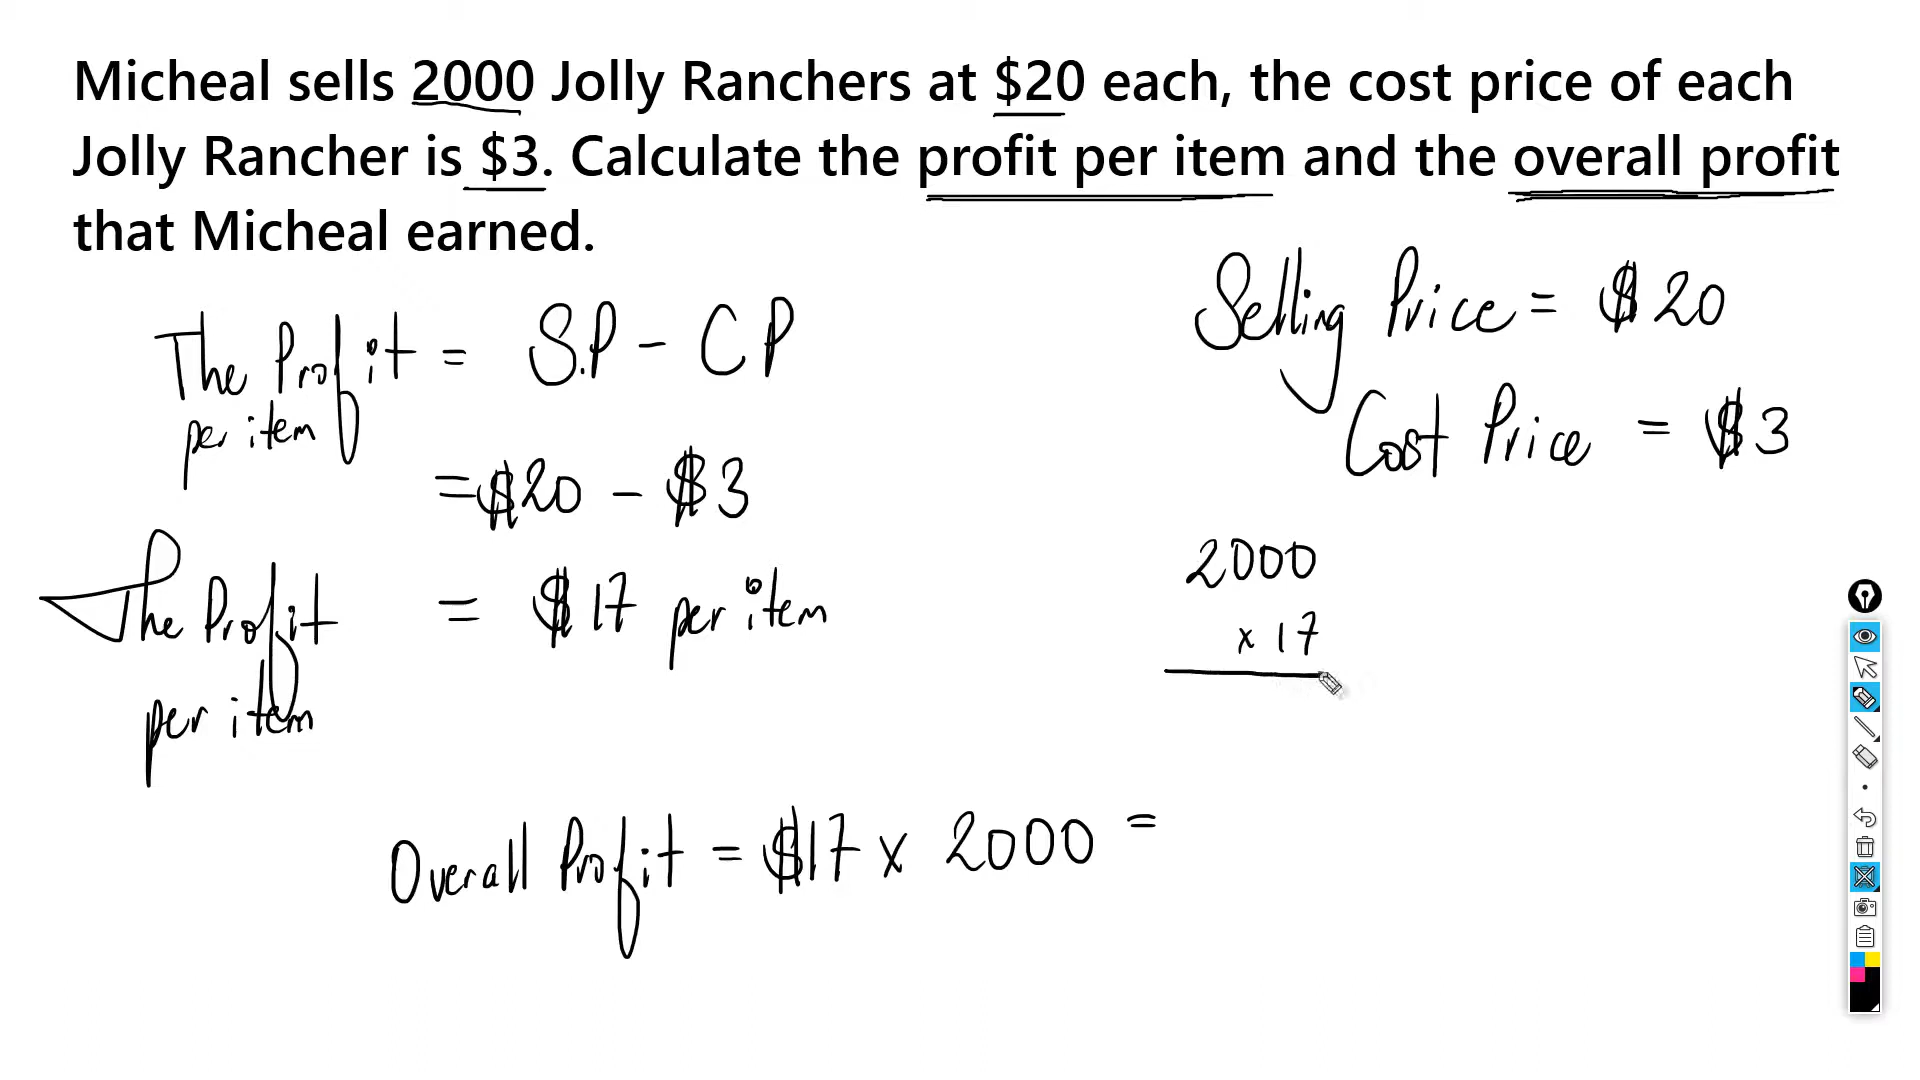 Micheal sells 2000 Jolly Ranchers at $20 each, the cost price of each
Jolly Rancher is $3. Calculate the profit per item and the overall profit
that Micheal earned.
Selling Price = $20
The Profit = S.P - CP
per item
Cost Price = $3
= $20 - $3
2000
The Profit = $17 per item
x 17
per item
Overall Profit = $17 x 2000 =